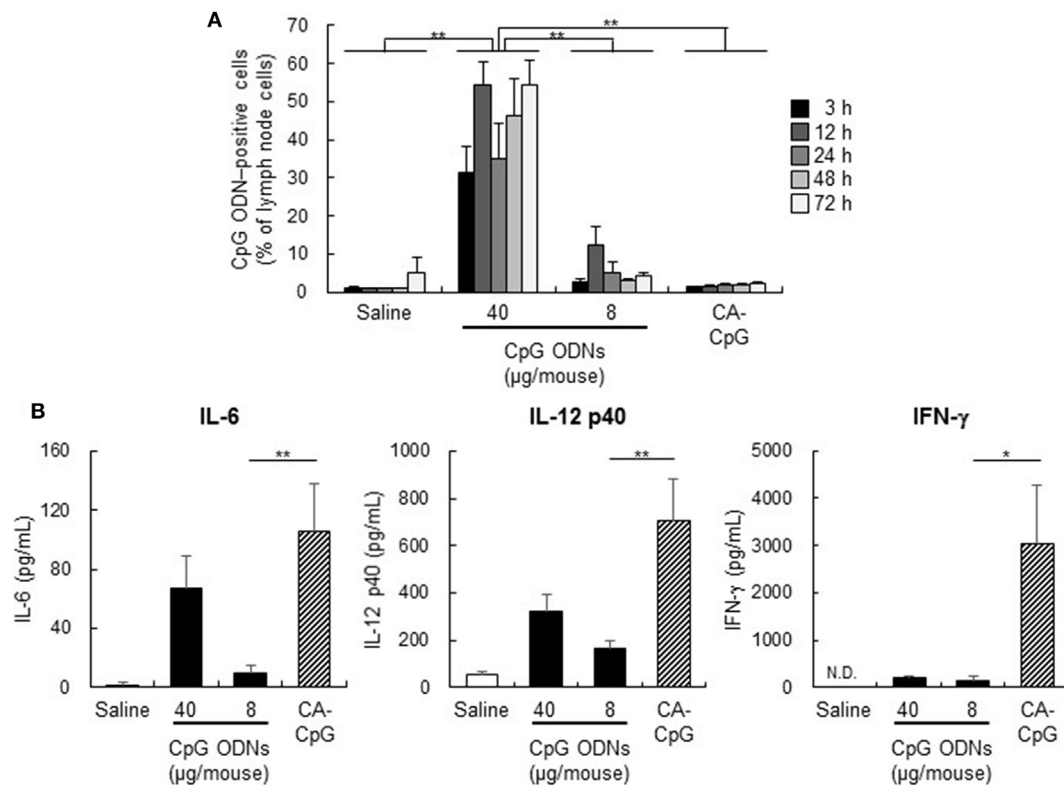 A
CpG ODN–positive cells
(% of lymph node cells)
70
60
50
40
30
20
10
0
**
**
**
3 h
12 h
24 h
48 h
72 h
Saline
40
8
CA-
CpG
CpG ODNs
(μg/mouse)
B
IL-6
IL-6 (pg/mL)
160
120
80
40
0
**
Saline
40
8
CA-
CpG
CpG ODNs
(μg/mouse)
IL-12 p40
IL-12 p40 (pg/mL)
1000
800
600
400
200
0
**
Saline
40
8
CA-
CpG
CpG ODNs
(μg/mouse)
IFN-γ
IFN-γ (pg/mL)
5000
4000
3000
2000
1000
0
*
N.D.
Saline
40
8
CA-
CpG
CpG ODNs
(μg/mouse)